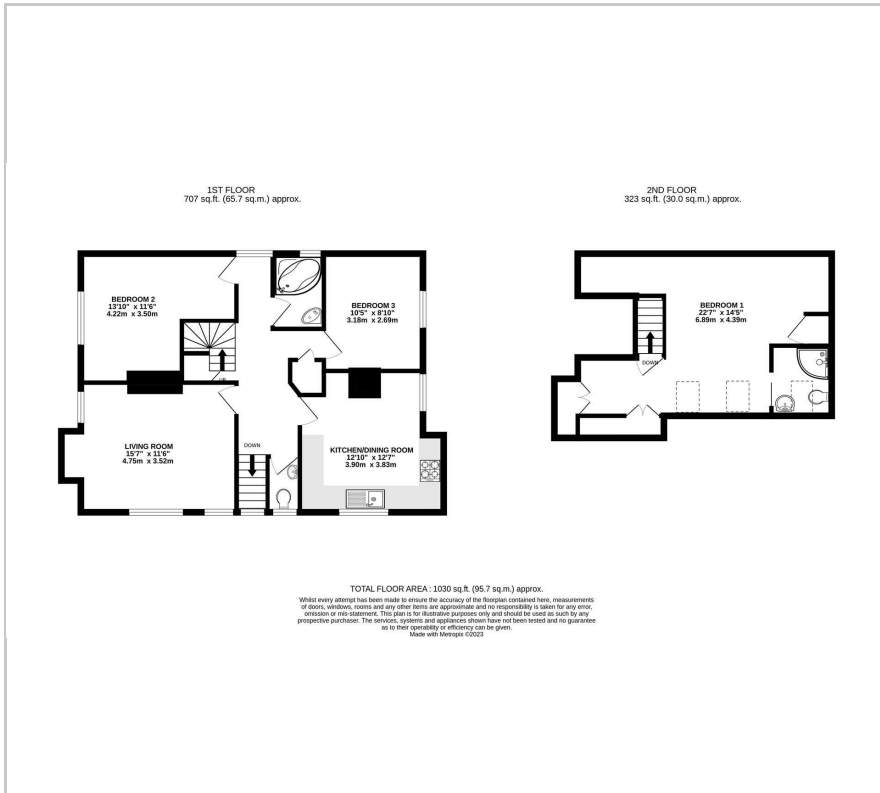 1ST FLOOR
707 sq.ft. (65.7 sq.m.) approx.
2ND FLOOR
323 sq.ft. (30.0 sq.m.) approx.
BEDROOM 2
13'10" x 11'6"
4.22m x 3.50m
BEDROOM 3
10'5" x 8'10"
3.18m x 2.69m
UP
LIVING ROOM
15'7" x 11'6"
4.75m x 3.52m
DOWN
KITCHEN/DINING ROOM
12'10" x 12'7"
3.90m x 3.83m
BEDROOM 1
22'7" x 14'5"
6.89m x 4.39m
DOWN
TOTAL FLOOR AREA : 1030 sq.ft. (95.7 sq.m.) approx.
Whilst every attempt has been made to ensure the accuracy of the floorplan contained here, measurements
of doors, windows, rooms and any other items are approximate and no responsibility is taken for any error,
omission or mis-statement. This plan is for illustrative purposes only and should be used as such by any
prospective purchaser. The services, systems and appliances shown have not been tested and no guarantee
as to their operability or efficiency can be given.
Made with Metropix ©2023